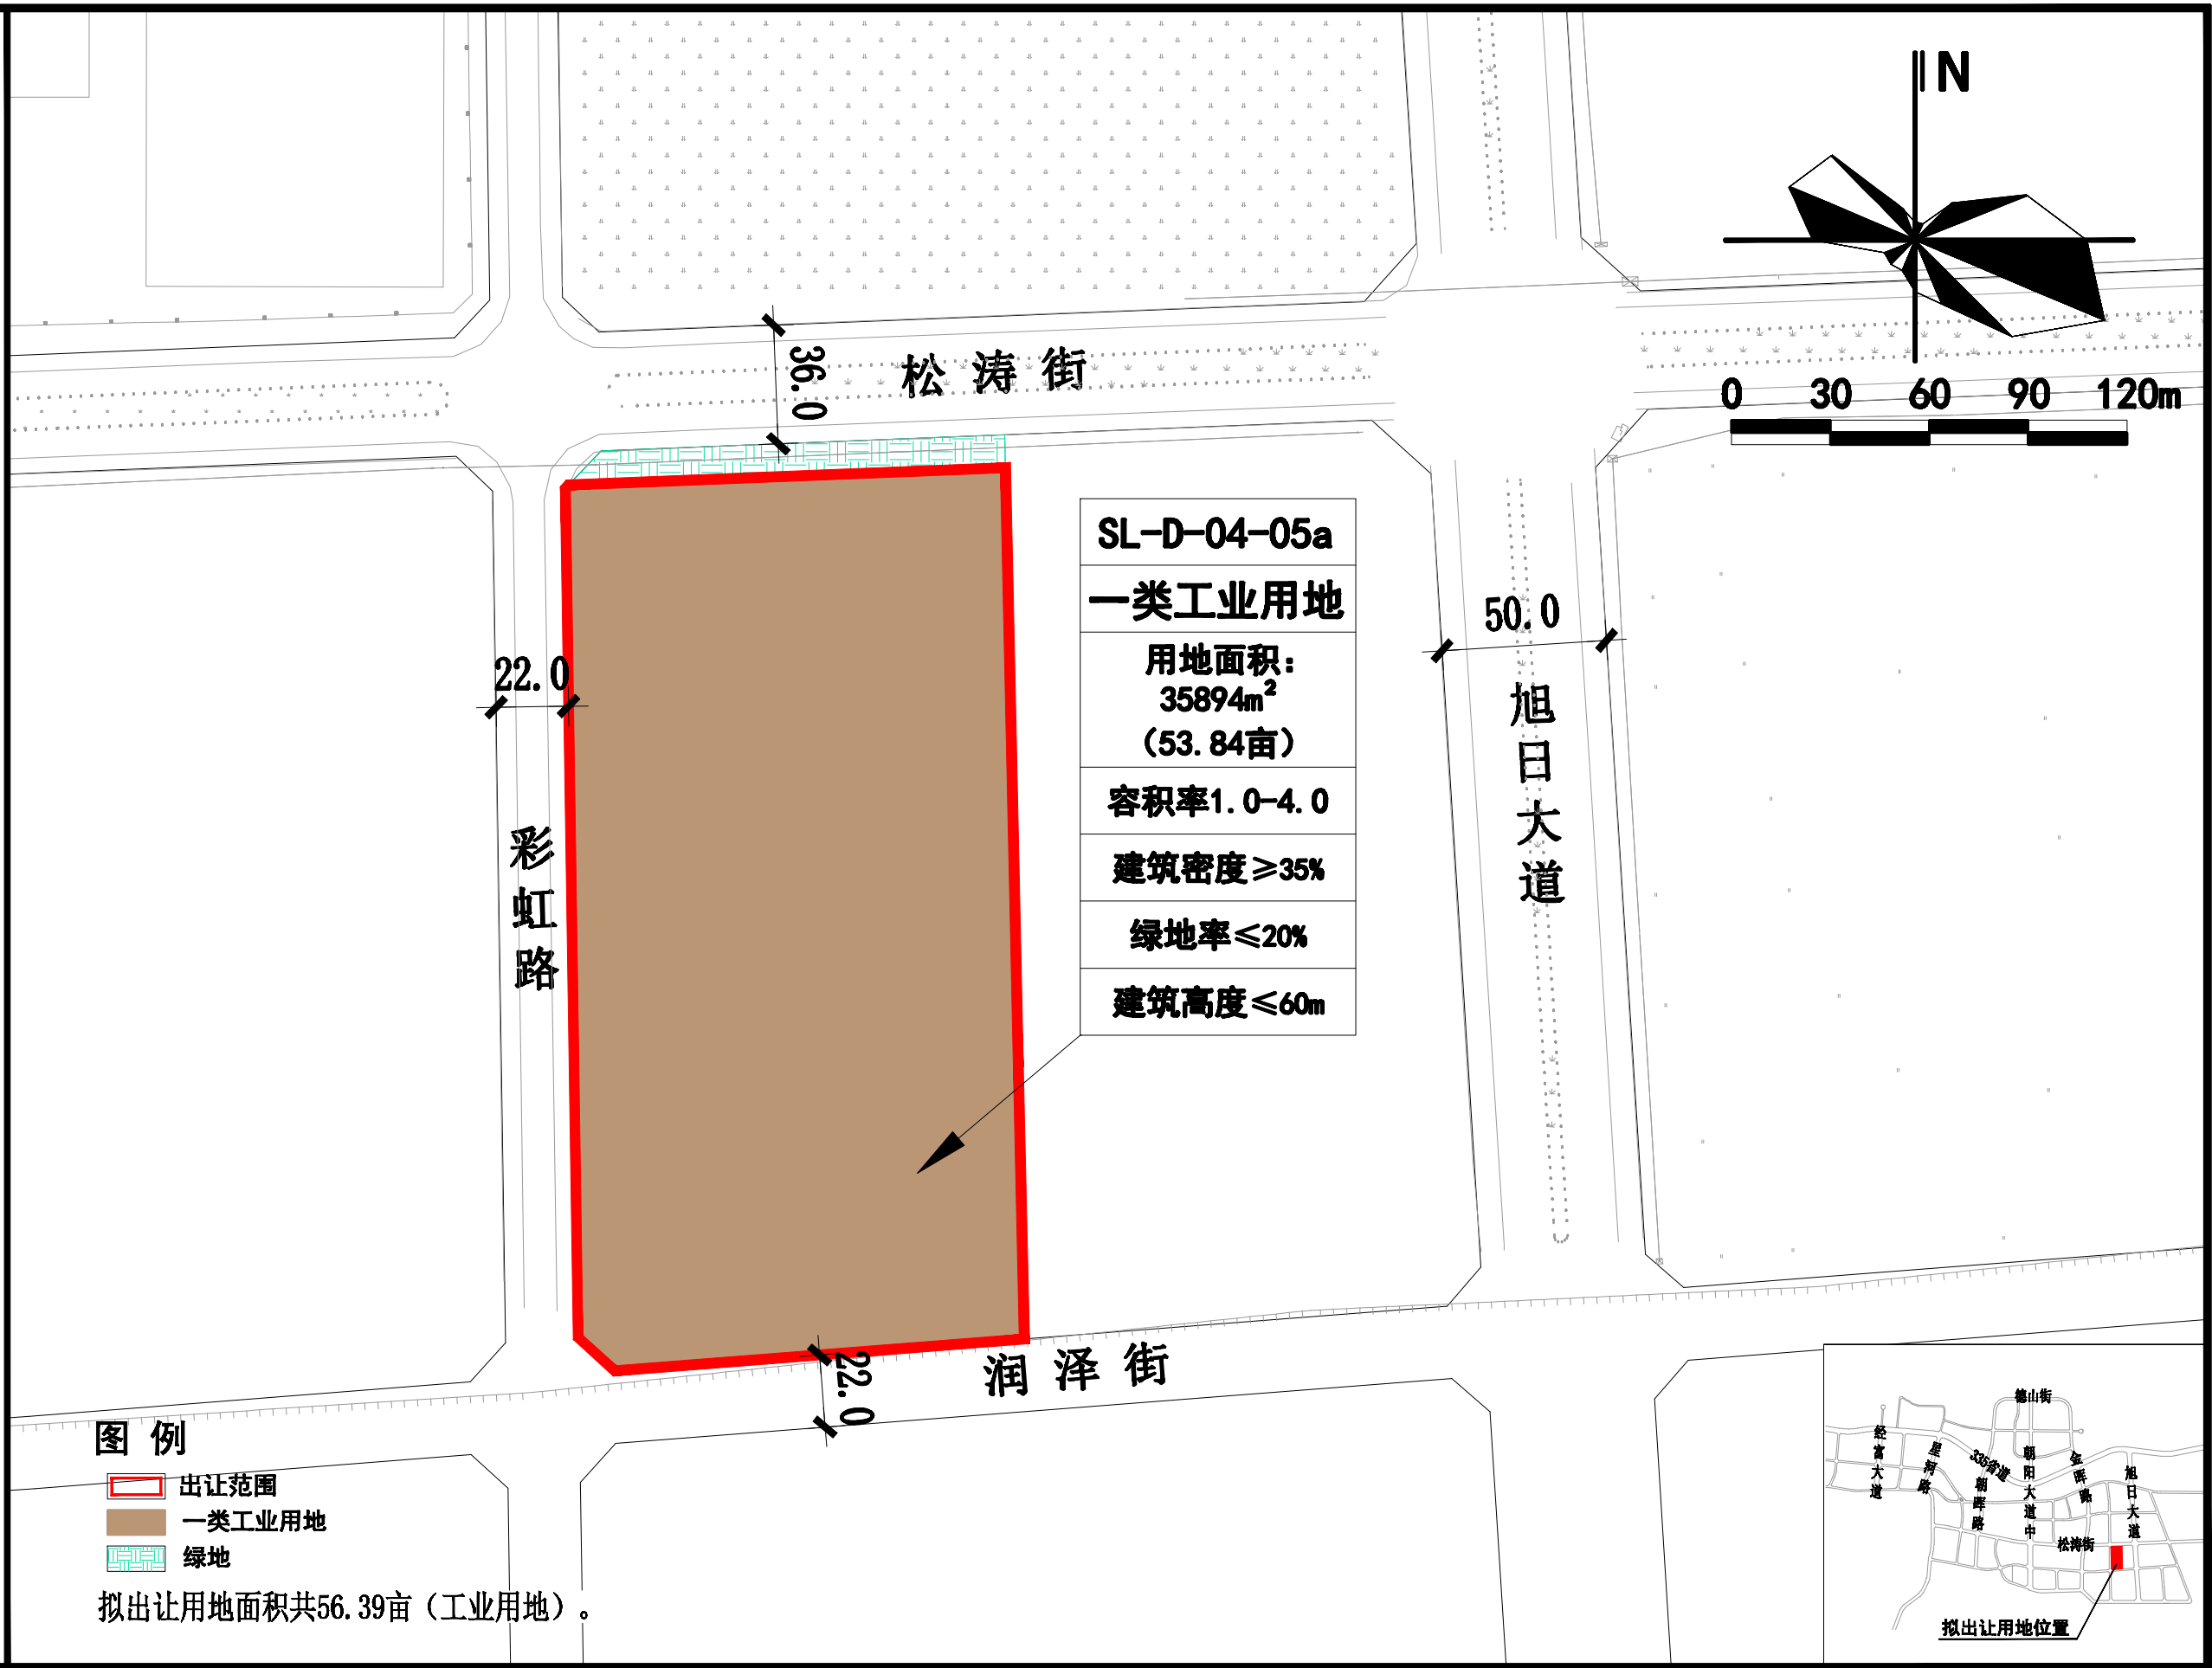 N
0 30 60 90 120m
36.0
松涛街
SL-D-04-05a
一类工业用地
用地面积：
35894m²
（53.84亩）
容积率1.0-4.0
建筑密度≥35%
绿地率≤20%
建筑高度≤60m
50.0
旭日大道
22.0
彩虹路
22.0
润泽街
图例
出让范围
一类工业用地
绿地
拟出让用地面积共56.39亩（工业用地）。
德山街
经富大道
星河路
335省道
朝晖路
朝阳大道中
金晖路
旭日大道
松涛街
拟出让用地位置